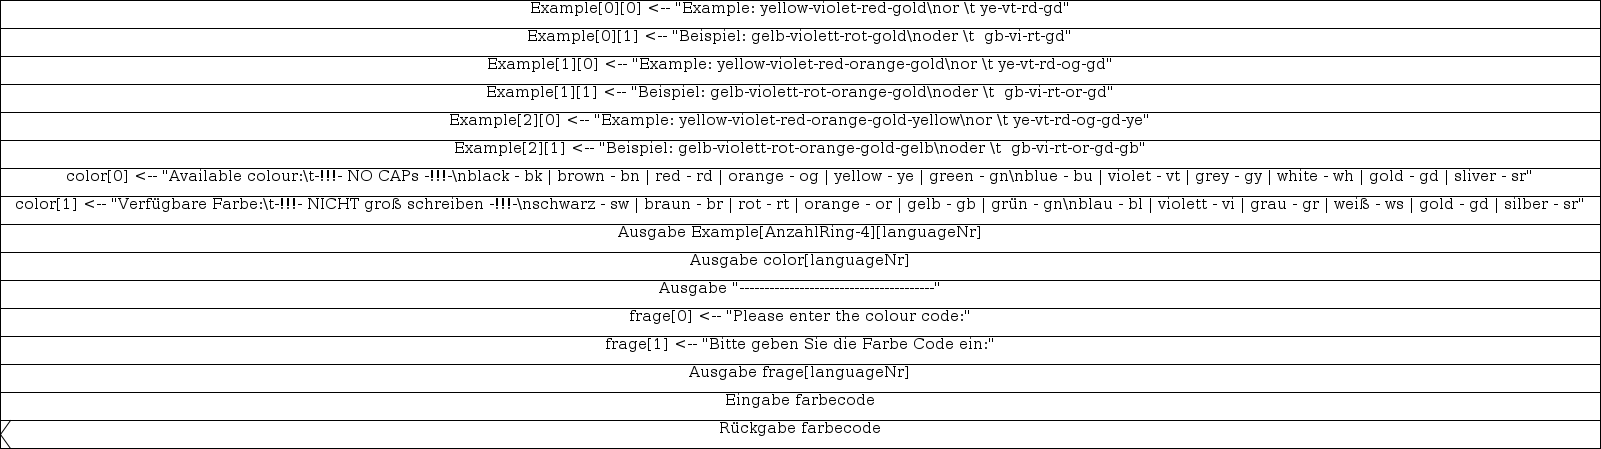 Example[0][0] <-- "Example: yellow-violet-red-gold\nor \t ye-vt-rd-gd"
Example[0][1] <-- "Beispiel: gelb-violett-rot-gold\noder \t  gb-vi-rt-gd"
Example[1][0] <-- "Example: yellow-violet-red-orange-gold\nor \t ye-vt-rd-og-gd"
Example[1][1] <-- "Beispiel: gelb-violett-rot-orange-gold\noder \t  gb-vi-rt-or-gd"
Example[2][0] <-- "Example: yellow-violet-red-orange-gold-yellow\nor \t ye-vt-rd-og-gd-ye"
Example[2][1] <-- "Beispiel: gelb-violett-rot-orange-gold-gelb\noder \t  gb-vi-rt-or-gd-gb"
color[0] <-- "Available colour:\t-!!!- NO CAPs -!!!-\nblack - bk | brown - bn | red - rd | orange - og | yellow - ye | green - gn\nblue - bu | violet - vt | grey - gy | white - wh | gold - gd | sliver - sr"
color[1] <-- "Verfügbare Farbe:\t-!!!- NICHT groß schreiben -!!!-\nschwarz - sw | braun - br | rot - rt | orange - or | gelb - gb | grün - gn\nblau - bl | violett - vi | grau - gr | weiß - ws | gold - gd | silber - sr"
Ausgabe Example[AnzahlRing-4][languageNr]
Ausgabe color[languageNr]
Ausgabe "---------------------------------------"
frage[0] <-- "Please enter the colour code:"
frage[1] <-- "Bitte geben Sie die Farbe Code ein:"
Ausgabe frage[languageNr]
Eingabe farbecode
Rückgabe farbecode